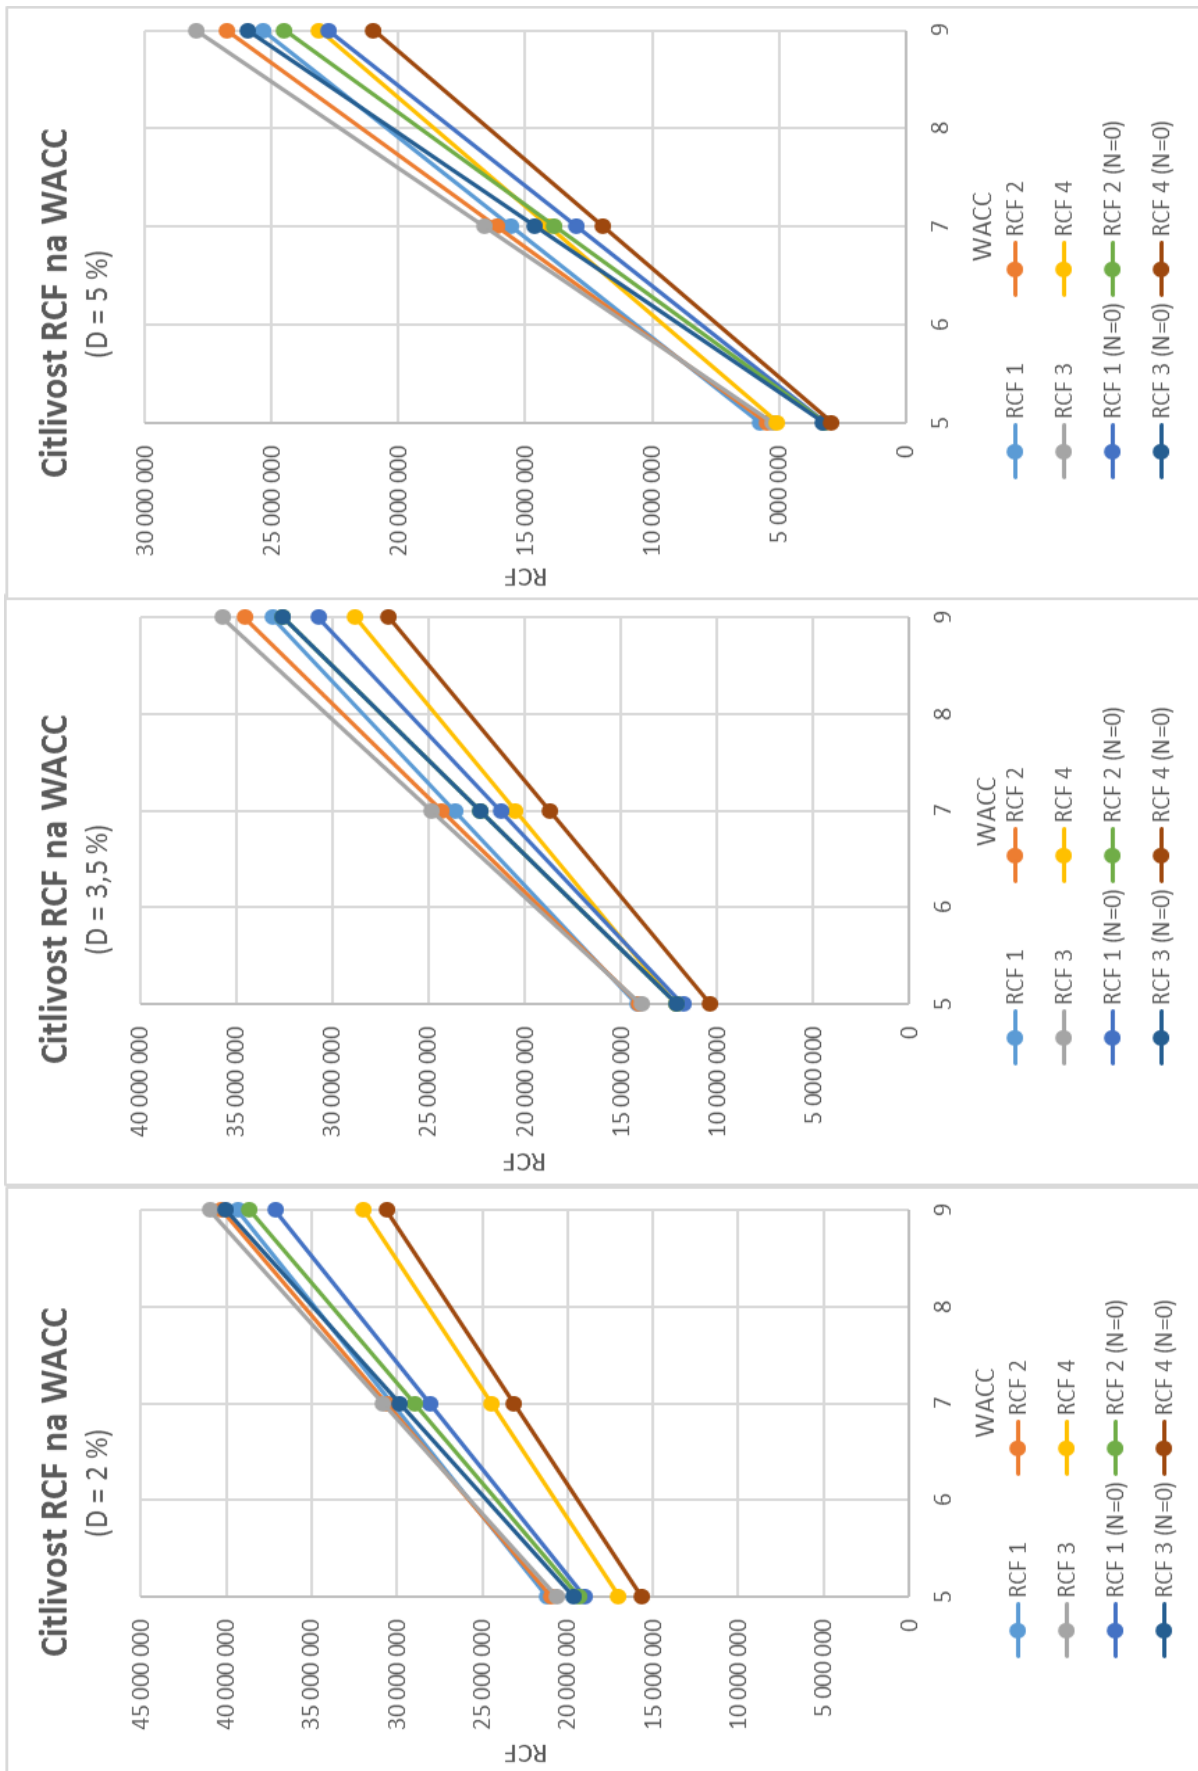 Citlivost RCF na WACC
(D = 2 %)
45 000 000
40 000 000
35 000 000
30 000 000
25 000 000
20 000 000
15 000 000
10 000 000
5 000 000
0
RCF
5 6 7 8 9
WACC
RCF 1 RCF 2
RCF 3 RCF 4
RCF 1 (N=0) RCF 2 (N=0)
RCF 3 (N=0) RCF 4 (N=0)
Citlivost RCF na WACC
(D = 3,5 %)
40 000 000
35 000 000
30 000 000
25 000 000
20 000 000
15 000 000
10 000 000
5 000 000
0
RCF
5 6 7 8 9
WACC
RCF 1 RCF 2
RCF 3 RCF 4
RCF 1 (N=0) RCF 2 (N=0)
RCF 3 (N=0) RCF 4 (N=0)
Citlivost RCF na WACC
(D = 5 %)
30 000 000
25 000 000
20 000 000
15 000 000
10 000 000
5 000 000
0
RCF
5 6 7 8 9
WACC
RCF 1 RCF 2
RCF 3 RCF 4
RCF 1 (N=0) RCF 2 (N=0)
RCF 3 (N=0) RCF 4 (N=0)